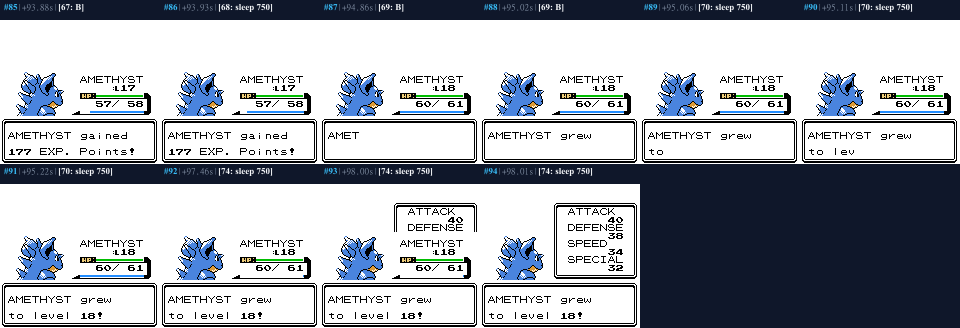 #85|+93.88s|[67: B]
AMETHYST
:L17
HP:
57/ 58
AMETHYST gained
177 EXP. Points!
#86|+93.93s|[68: sleep 750]
AMETHYST
:L17
HP:
57/ 58
AMETHYST gained
177 EXP. Points!
#87|+94.86s|[69: B]
AMETHYST
:L18
HP:
60/ 61
AMET
#88|+95.02s|[69: B]
AMETHYST
:L18
HP:
60/ 61
AMETHYST grew
#89|+95.06s|[70: sleep 750]
AMETHYST
:L18
HP:
60/ 61
AMETHYST grew
to
#90|+95.11s|[70: sleep 750]
AMETHYST
:L18
HP:
60/ 61
AMETHYST grew
to lev
#91|+95.22s|[70: sleep 750]
AMETHYST
:L18
HP:
60/ 61
AMETHYST grew
to level 18!
#92|+97.46s|[74: sleep 750]
AMETHYST
:L18
HP:
60/ 61
AMETHYST grew
to level 18!
#93|+98.00s|[74: sleep 750]
ATTACK
40
DEFENSE
AMETHYST
:L18
HP:
60/ 61
AMETHYST grew
to level 18!
#94|+98.01s|[74: sleep 750]
ATTACK
40
DEFENSE
38
SPEED
34
SPECIAL
32
AMETHYST grew
to level 18!